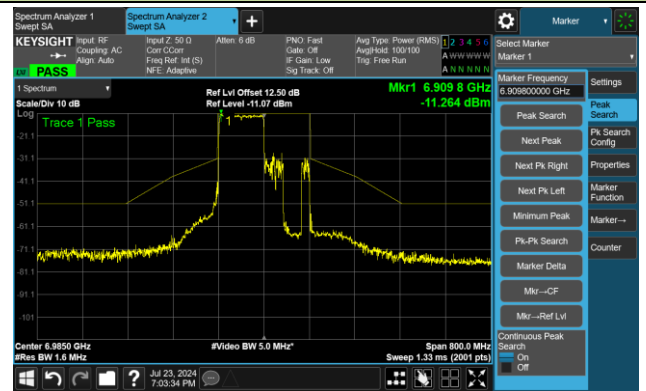 Spectrum Analyzer 1
Swept SA
Spectrum Analyzer 2
Swept SA
Marker
KEYSIGHT
Input: RF
Coupling: AC
Align: Auto
Input Z: 50 Ω
Corr CCorr
Freq Ref: Int (S)
NFE: Adaptive
Atten: 6 dB
PNO: Fast
Gate: Off
IF Gain: Low
Sig Track: Off
Avg Type: Power (RMS)
Avg|Hold: 100/100
Trig: Free Run
1 2 3 4 5 6
A W W W W W
A N N N N N
LXI PASS
Select Marker
Marker 1
1 Spectrum
Scale/Div 10 dB
Log
Ref Lvl Offset 12.50 dB
Ref Level -11.07 dBm
Mkr1 6.909 8 GHz
-11.264 dBm
Trace 1 Pass
1
-21.1
-31.1
-41.1
-51.1
-61.1
-71.1
-81.1
-91.1
-101
Center 6.9850 GHz
#Res BW 1.6 MHz
#Video BW 5.0 MHz*
Span 800.0 MHz
Sweep 1.33 ms (2001 pts)
Marker Frequency
6.909800000 GHz
Peak Search
Next Peak
Next Pk Right
Next Pk Left
Minimum Peak
Pk-Pk Search
Marker Delta
Mkr→CF
Mkr→Ref Lvl
Continuous Peak
Search
On
Off
Settings
Peak
Search
Pk Search
Config
Properties
Marker
Function
Marker→
Counter
?
Jul 23, 2024
7:03:34 PM